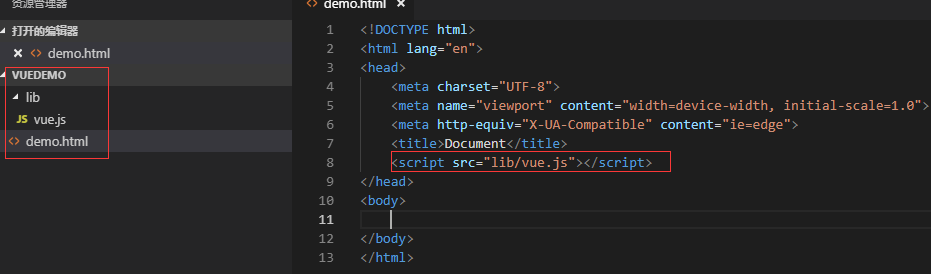 资源管理器
打开的编辑器
demo.html
VUEDEMO
lib
JS vue.js
demo.html
demo.html
1 <!DOCTYPE html>
2 <html lang="en">
3 <head>
4 <meta charset="UTF-8">
5 <meta name="viewport" content="width=device-width, initial-scale=1.0">
6 <meta http-equiv="X-UA-Compatible" content="ie=edge">
7 <title>Document</title>
8 <script src="lib/vue.js"></script>
9 </head>
10 <body>
11
12 </body>
13 </html>